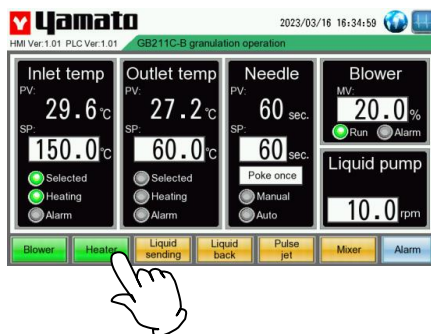 Yamato
2023/03/16 16:34:59
HMI Ver:1.01 PLC Ver:1.01
GB211C-B granulation operation
Inlet temp
PV:
29.6 °C
SP:
150.0 °C
Selected
Heating
Alarm
Outlet temp
PV:
27.2 °C
SP:
60.0 °C
Selected
Heating
Alarm
Needle
PV:
60 sec.
SP:
60 sec.
Poke once
Manual
Auto
Blower
MV:
20.0 %
Run Alarm
Liquid pump
10.0 rpm
Blower
Heater
Liquid
sending
Liquid
back
Pulse
jet
Mixer
Alarm